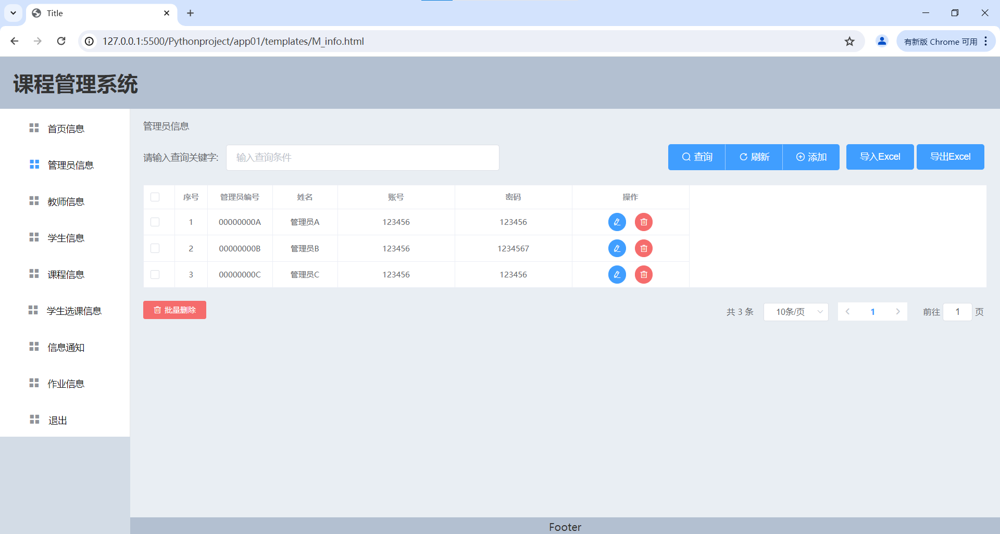 Title
127.0.0.1:5500/Pythonproject/app01/templates/M_info.html
有新版 Chrome 可用
课程管理系统
首页信息
管理员信息
教师信息
学生信息
课程信息
学生选课信息
信息通知
作业信息
退出
管理员信息
请输入查询关键字: 输入查询条件 查询 刷新 添加 导入Excel 导出Excel
序号 管理员编号 姓名 账号 密码 操作
1 00000000A 管理员A 123456 123456
2 00000000B 管理员B 123456 1234567
3 00000000C 管理员C 123456 123456
批量删除 共 3 条 10条/页 1 前往 1 页
Footer